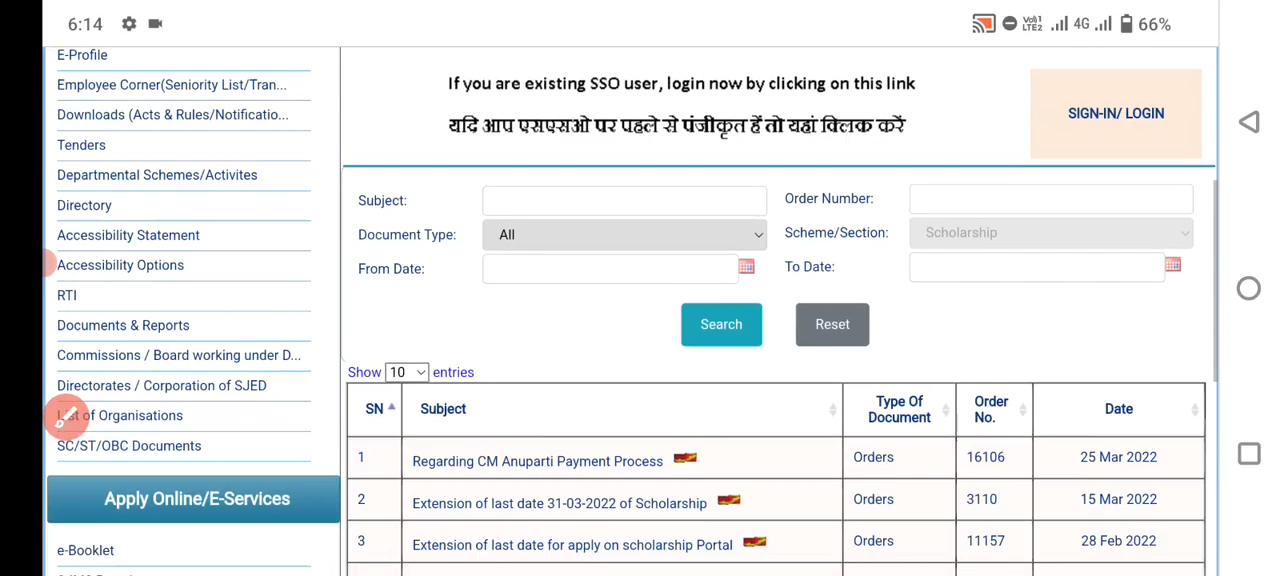 6:14 VoI) LTE2 4G 66%
E-Profile
Employee Corner(Seniority List/Tran...
Downloads (Acts & Rules/Notificatio...
Tenders
Departmental Schemes/Activites
Directory
Accessibility Statement
Accessibility Options
RTI
Documents & Reports
Commissions / Board working under D...
Directorates / Corporation of SJED
List of Organisations
SC/ST/OBC Documents
Apply Online/E-Services
e-Booklet
If you are existing SSO user, login now by clicking on this link
यदि आप एसएसओ पर पहले से पंजीकृत हैं तो यहां क्लिक करें
SIGN-IN/ LOGIN
Subject:
Order Number:
Document Type: All
Scheme/Section: Scholarship
From Date:
To Date:
Search Reset
Show 10 entries
SN Subject Type Of Document Order No. Date
1 Regarding CM Anuparti Payment Process Orders 16106 25 Mar 2022
2 Extension of last date 31-03-2022 of Scholarship Orders 3110 15 Mar 2022
3 Extension of last date for apply on scholarship Portal Orders 11157 28 Feb 2022